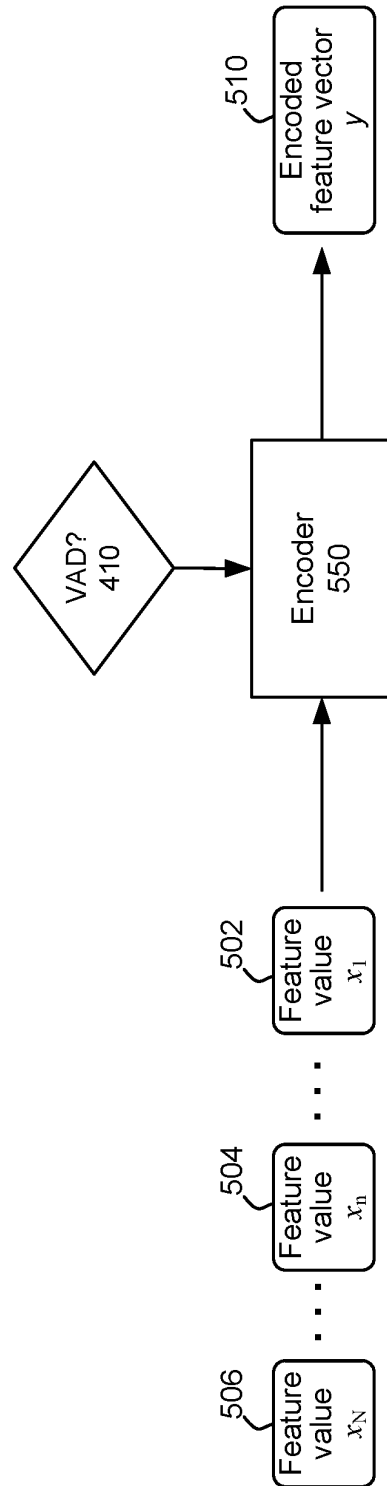 506
Feature
value
x_N
. . .
504
Feature
value
x_n
. . .
502
Feature
value
x_1
VAD?
410
Encoder
550
510
Encoded
feature vector
y